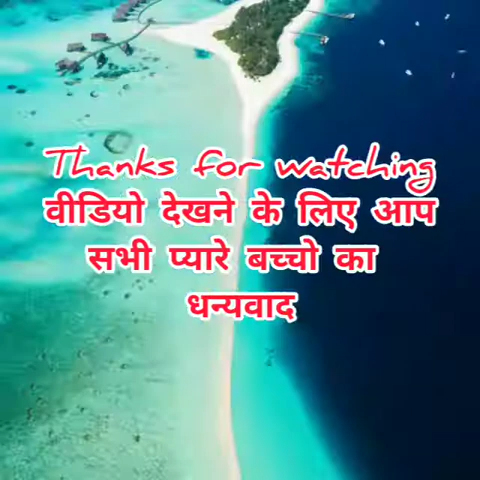 Thanks for watching
वीडियो देखने के लिए आप
सभी प्यारे बच्चो का
धन्यवाद